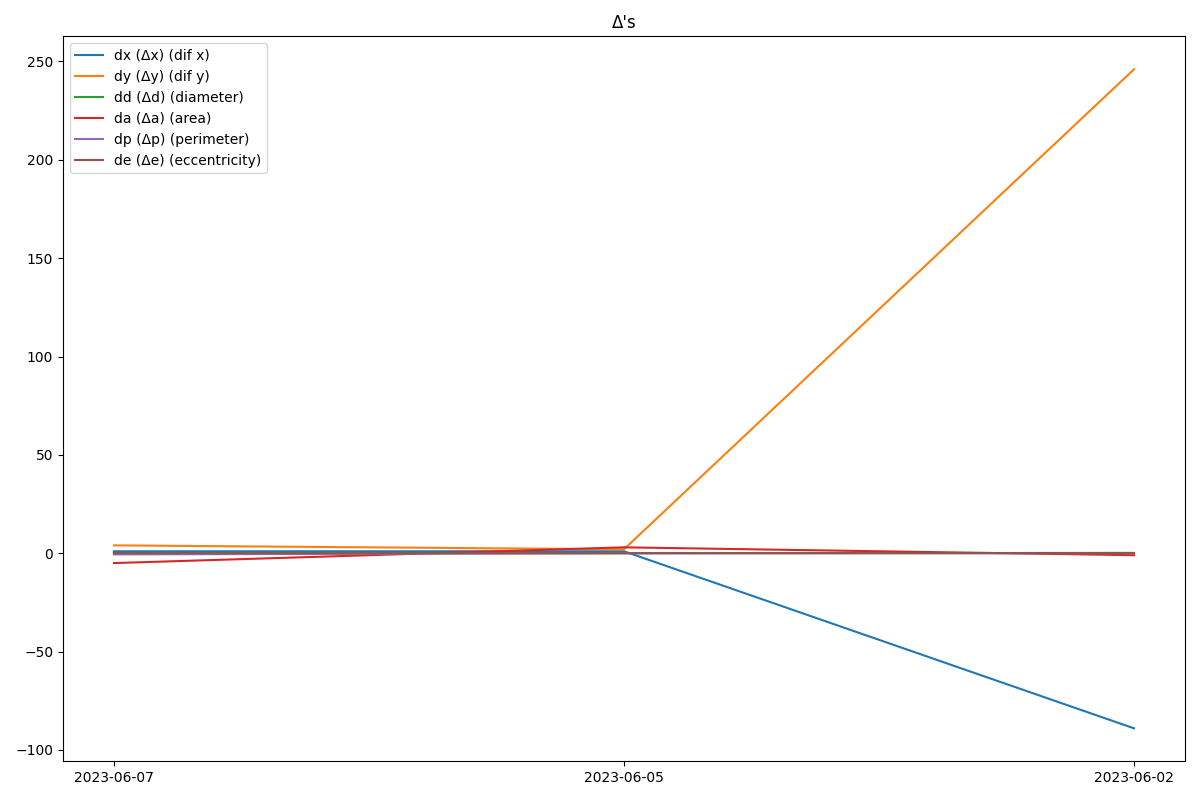 Δ's
dx (Δx) (dif x)
dy (Δy) (dif y)
dd (Δd) (diameter)
da (Δa) (area)
dp (Δp) (perimeter)
de (Δe) (eccentricity)
250
200
150
100
50
0
−50
−100
2023-06-07
2023-06-05
2023-06-02